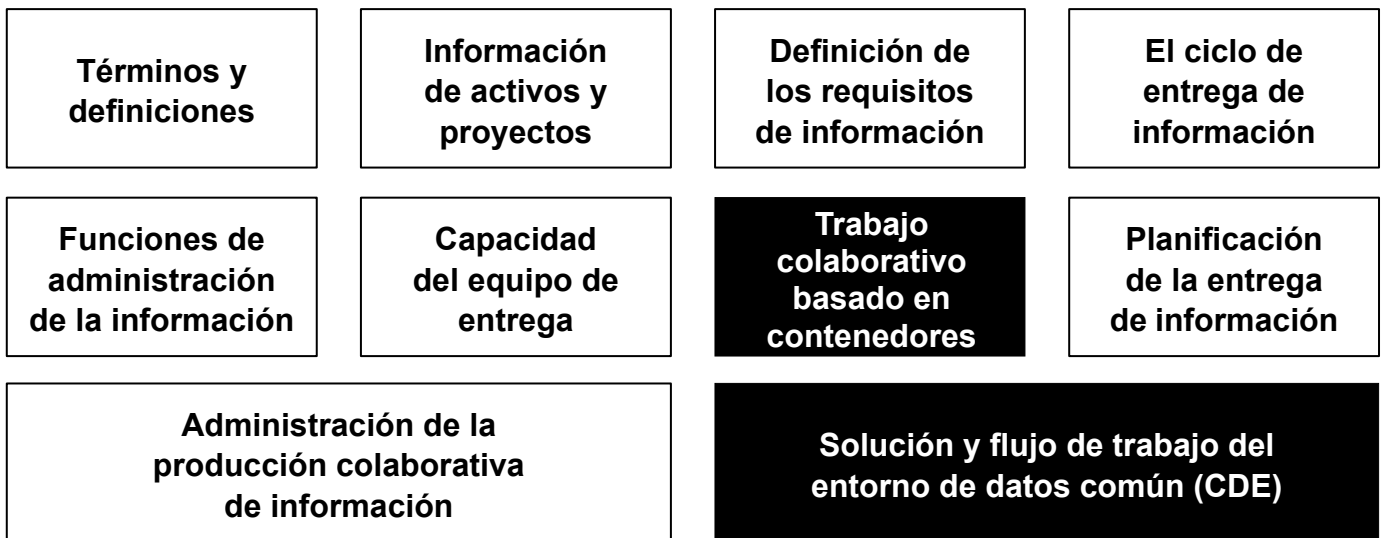 Términos y
definiciones
Información
de activos y
proyectos
Definición de
los requisitos
de información
El ciclo de
entrega de
información
Funciones de
administración
de la información
Capacidad
del equipo de
entrega
Trabajo
colaborativo
basado en
contenedores
Planificación
de la entrega
de información
Administración de la
producción colaborativa
de información
Solución y flujo de trabajo del
entorno de datos común (CDE)